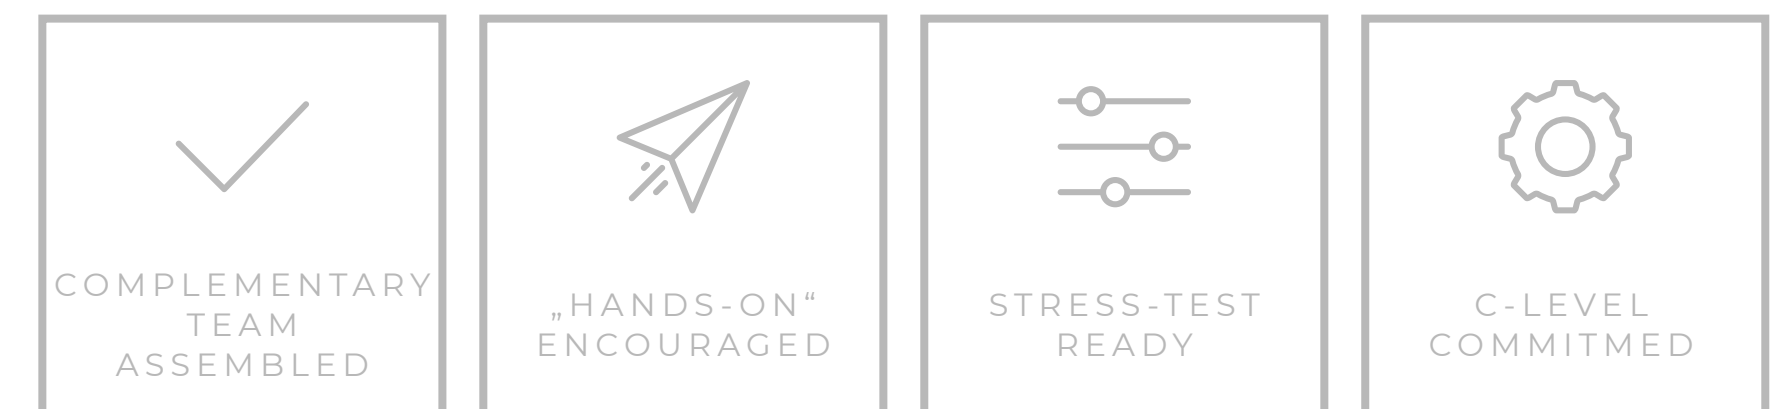 COMPLEMENTARY
TEAM
ASSEMBLED
„HANDS-ON“
ENCOURAGED
STRESS-TEST
READY
C-LEVEL
COMMITMED